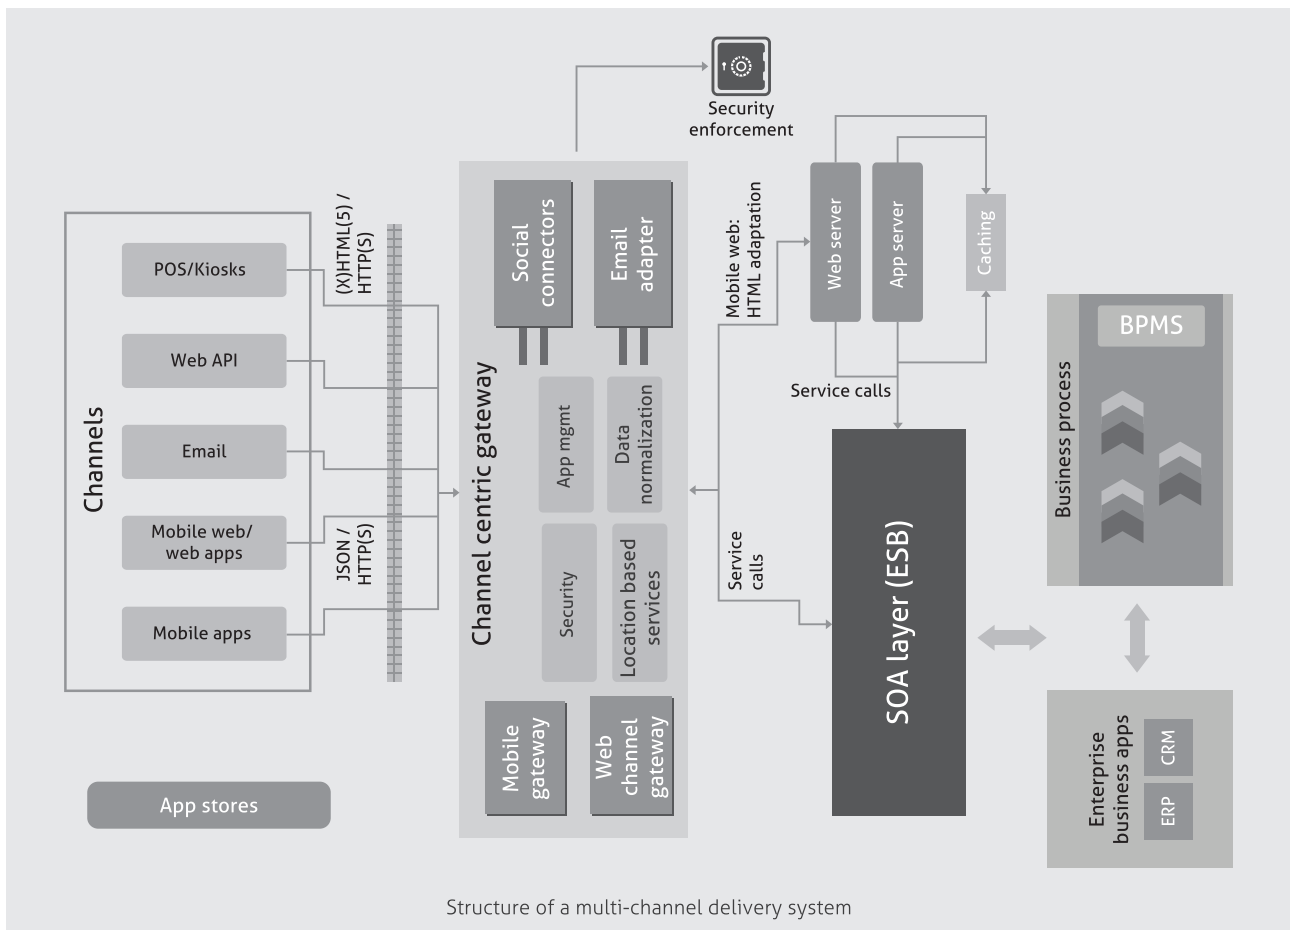 Security
enforcement
(X)HTML(5) /
HTTP(S)
Channels
POS/Kiosks
Web API
Email
Mobile web/
web apps
Mobile apps
JSON /
HTTP(S)
App stores
Channel centric gateway
Social
connectors
Email
adapter
App mgmt
Data
normalization
Security
Location based
services
Mobile
gateway
Web
channel
gateway
Mobile web:
HTML adaptation
Web server
App server
Caching
Service calls
Service
calls
SOA layer (ESB)
Business process
BPMS
Enterprise
business apps
CRM
ERP
Structure of a multi-channel delivery system